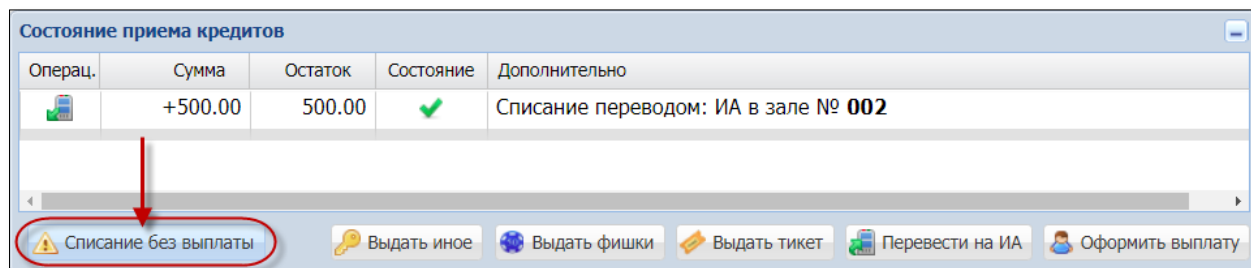 Состояние приема кредитов
Операц. Сумма Остаток Состояние Дополнительно
+500.00 500.00 Списание переводом: ИА в зале № 002
Списание без выплаты Выдать иное Выдать фишки Выдать тикет Перевести на ИА Оформить выплату